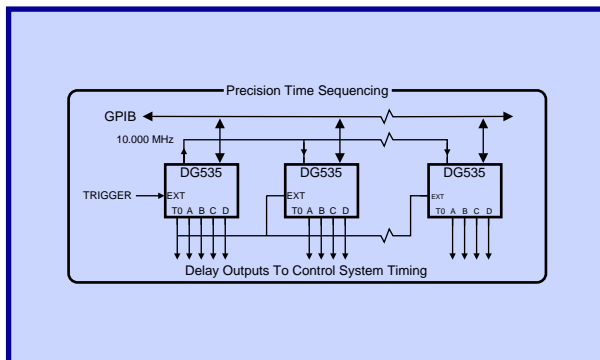 Precision Time Sequencing
GPIB
10.000 MHz
DG535
DG535
DG535
TRIGGER
EXT
EXT
EXT
T0 A B C D
T0 A B C D
T0 A B C D
Delay Outputs To Control System Timing